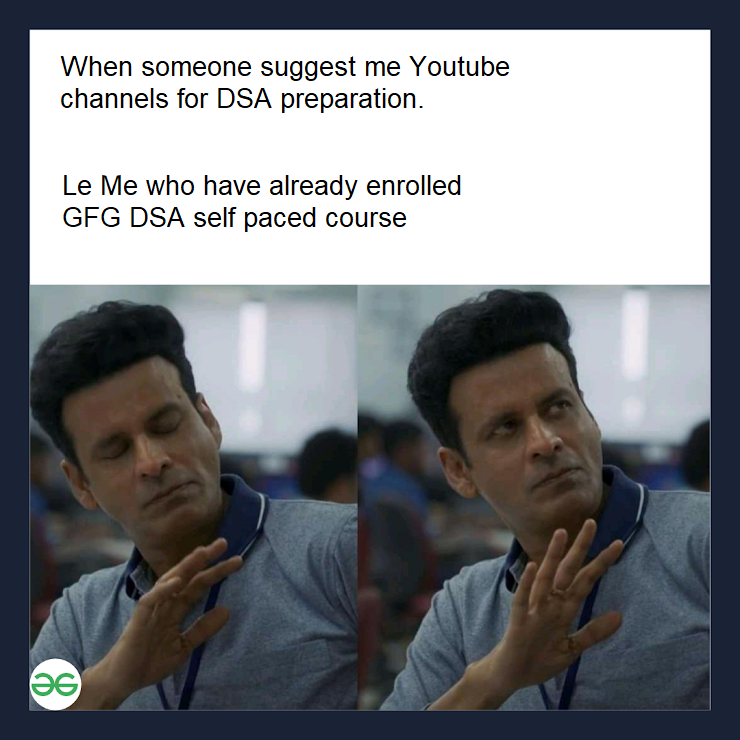 When someone suggest me Youtube
channels for DSA preparation.
Le Me who have already enrolled
GFG DSA self paced course